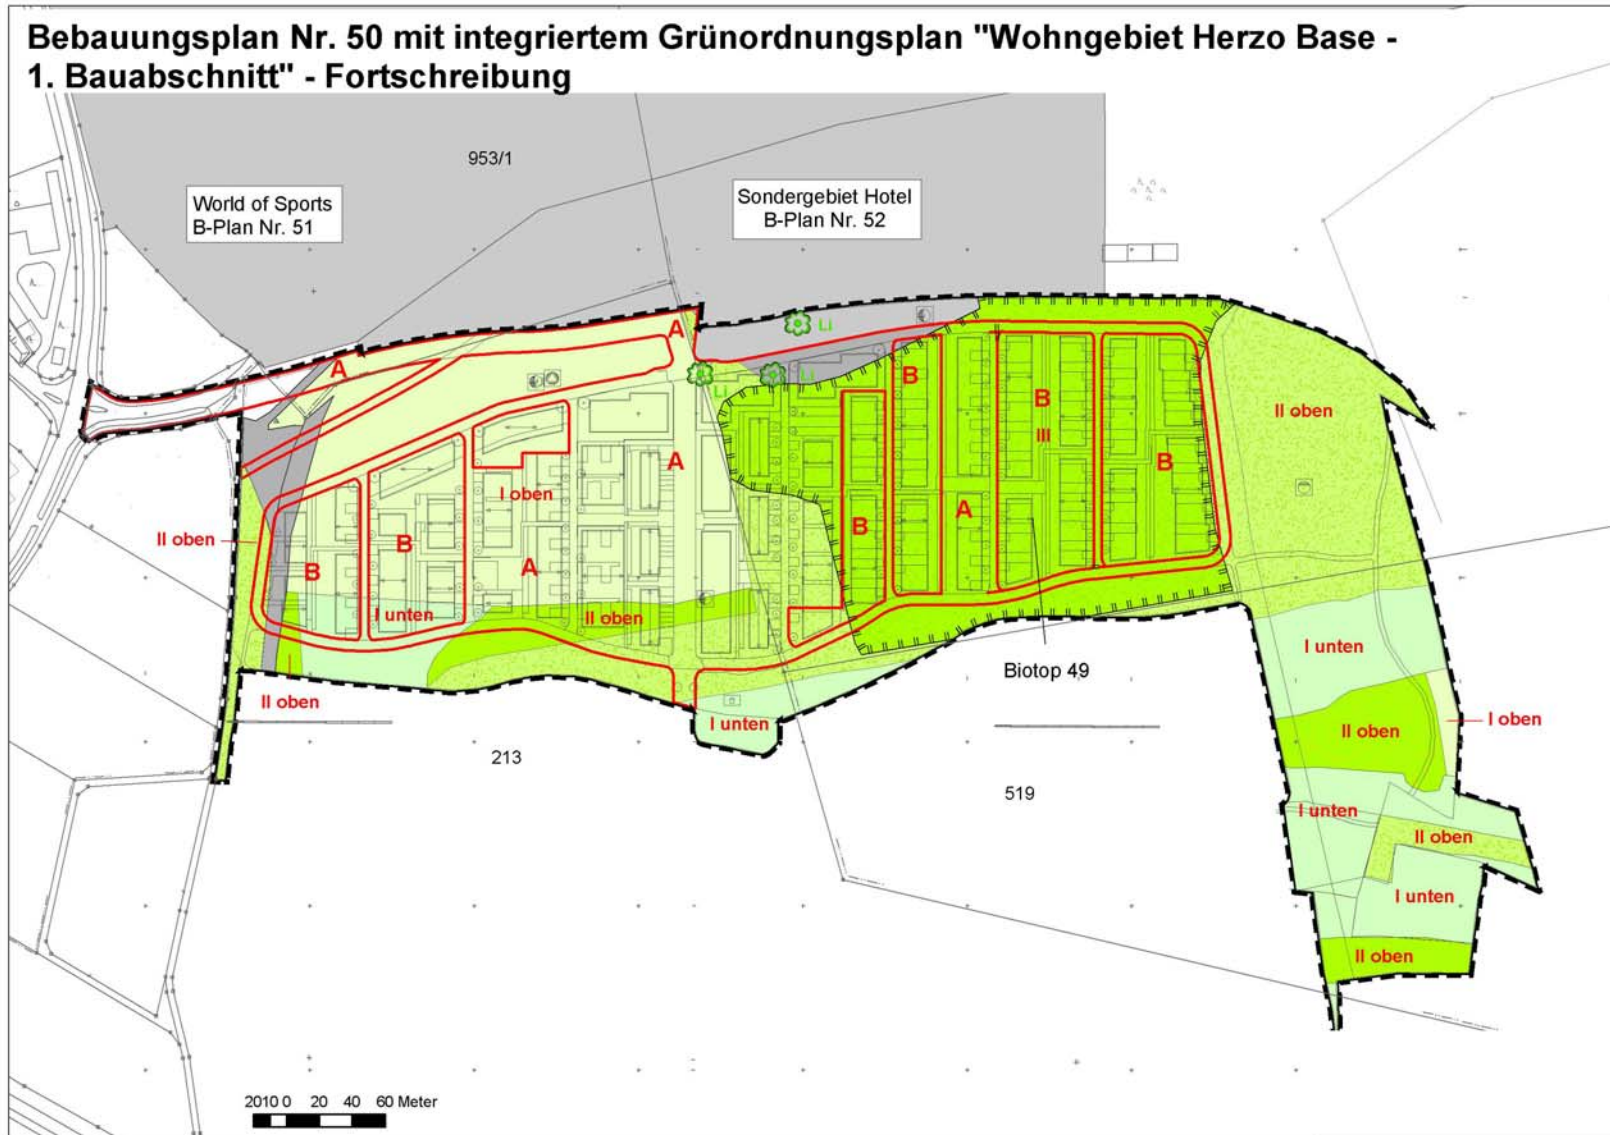 Bebauungsplan Nr. 50 mit integriertem Grünordnungsplan "Wohngebiet Herzo Base -
1. Bauabschnitt" - Fortschreibung
953/1
World of Sports
B-Plan Nr. 51
Sondergebiet Hotel
B-Plan Nr. 52
A
Li
A
Li
Li
B
B
III
II oben
A
B
I oben
B
A
B
II oben
B
A
I unten
II oben
I unten
Biotop 49
II oben
I unten
I oben
II oben
213
519
I unten
II oben
I unten
II oben
2010 0 20 40 60 Meter